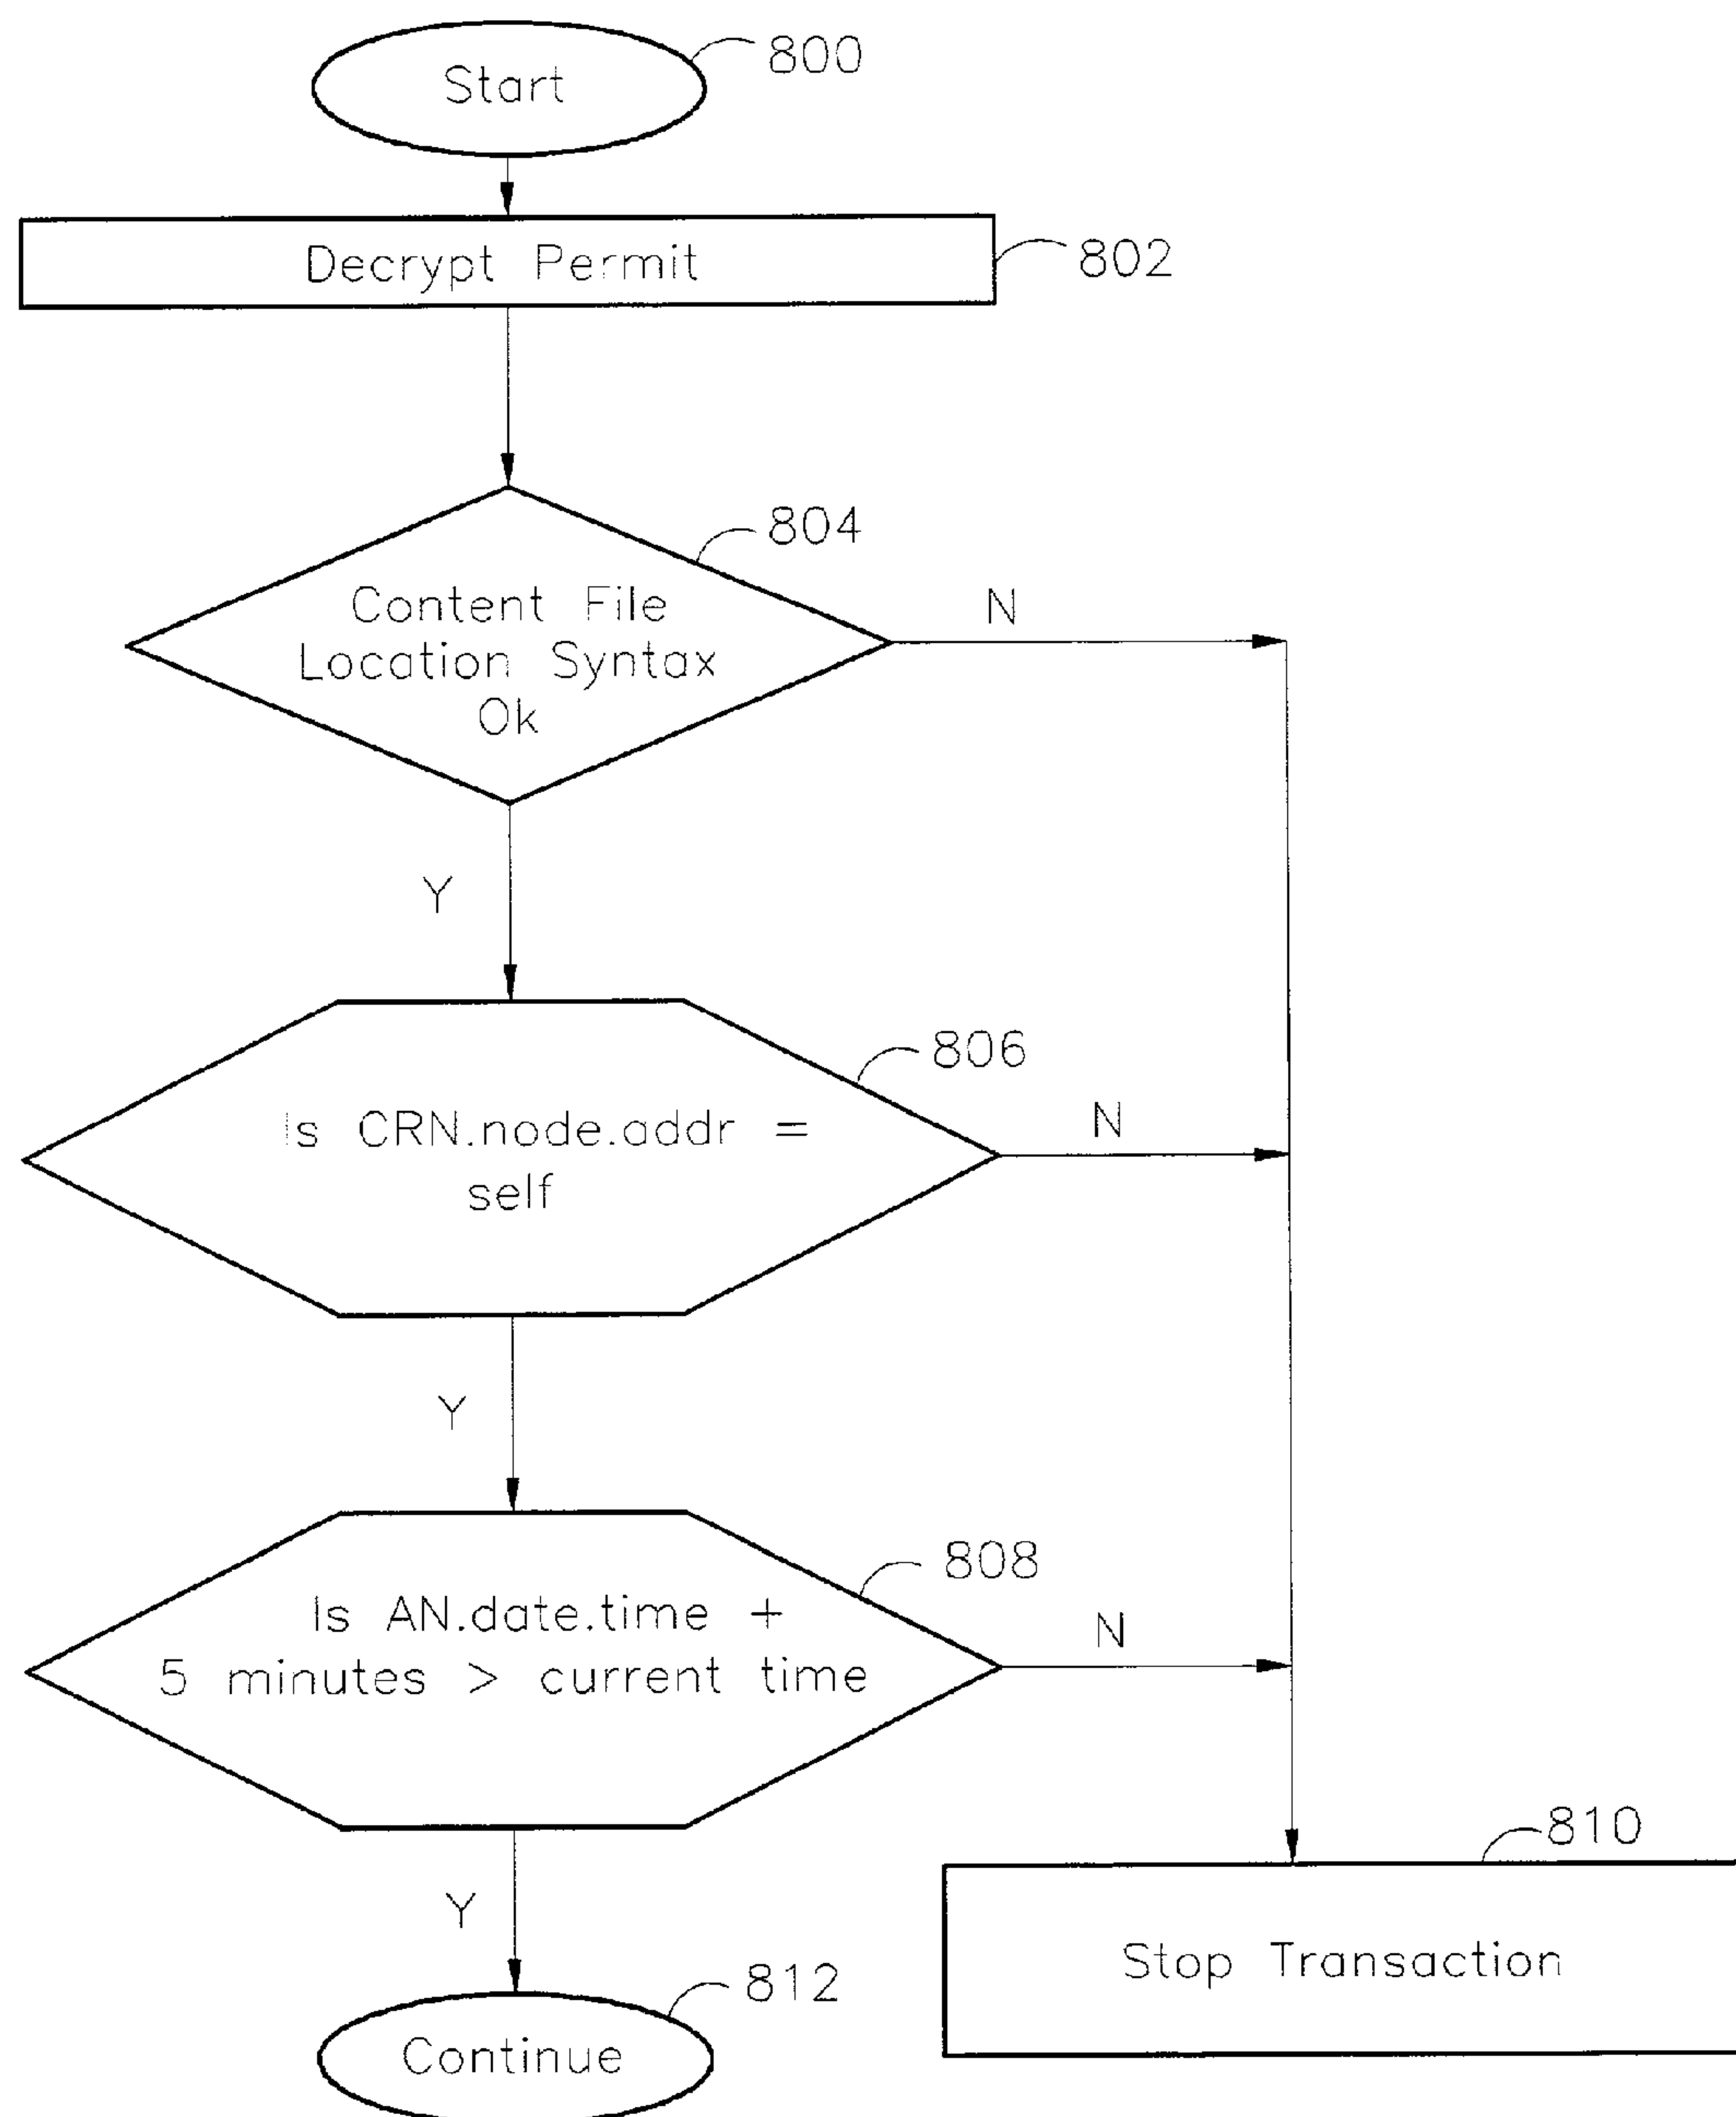 Start
800
Decrypt Permit
802
804
Content File
Location Syntax
Ok
N
Y
806
Is CRN.node.addr =
self
N
Y
808
Is AN.date.time +
5 minutes > current time
N
Y
810
Stop Transaction
812
Continue